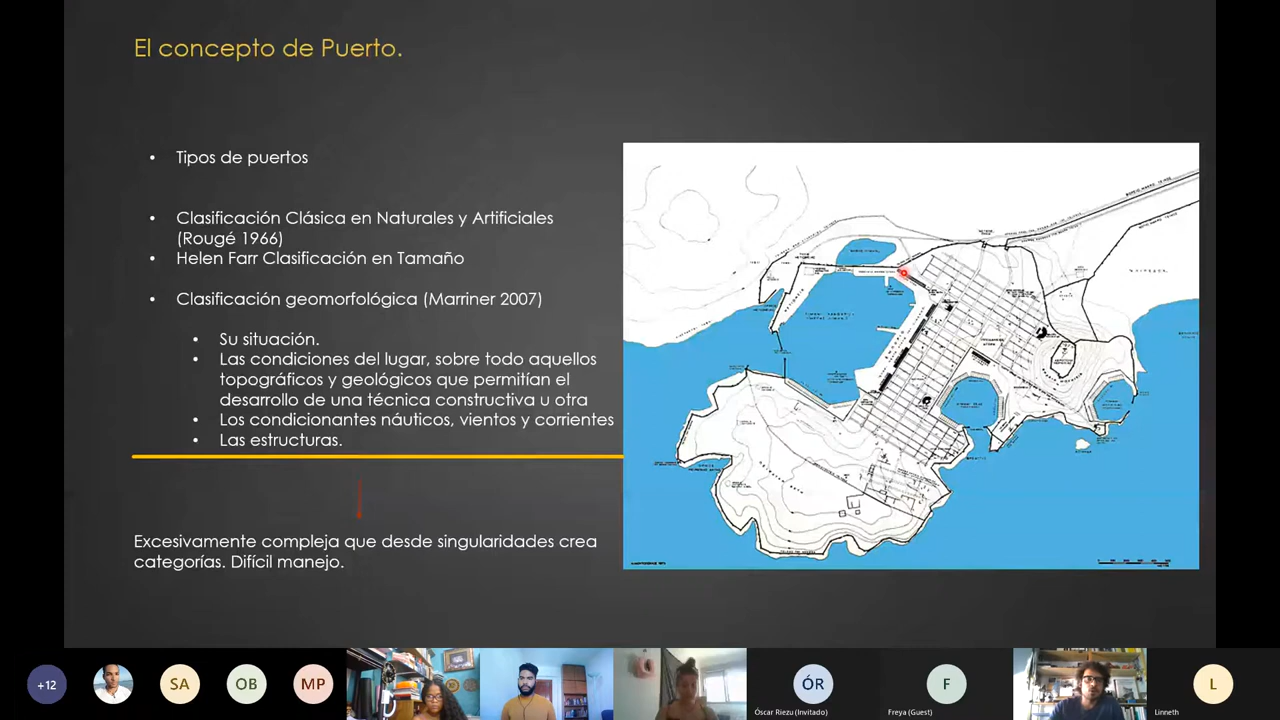 El concepto de Puerto.
• Tipos de puertos
• Clasificación Clásica en Naturales y Artificiales
(Rougé 1966)
• Helen Farr Clasificación en Tamaño
• Clasificación geomorfológica (Marriner 2007)
• Su situación.
• Las condiciones del lugar, sobre todo aquellos
topográficos y geológicos que permitían el
desarrollo de una técnica constructiva u otra
• Los condicionantes náuticos, vientos y corrientes
• Las estructuras.
Excesivamente compleja que desde singularidades crea
categorías. Difícil manejo.
+12
SA
OB
MP
ÓR
Óscar Riezu (Invitado)
F
Freya (Guest)
L
Linneth